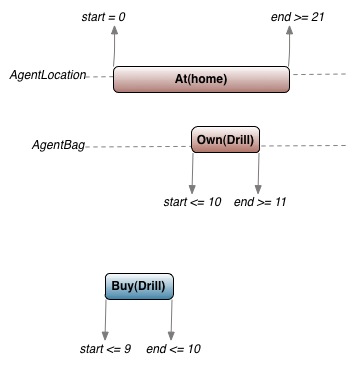 start = 0 end >= 21
AgentLocation At(home)
Own(Drill)
AgentBag
start <= 10 end >= 11
Buy(Drill)
start <= 9 end <= 10